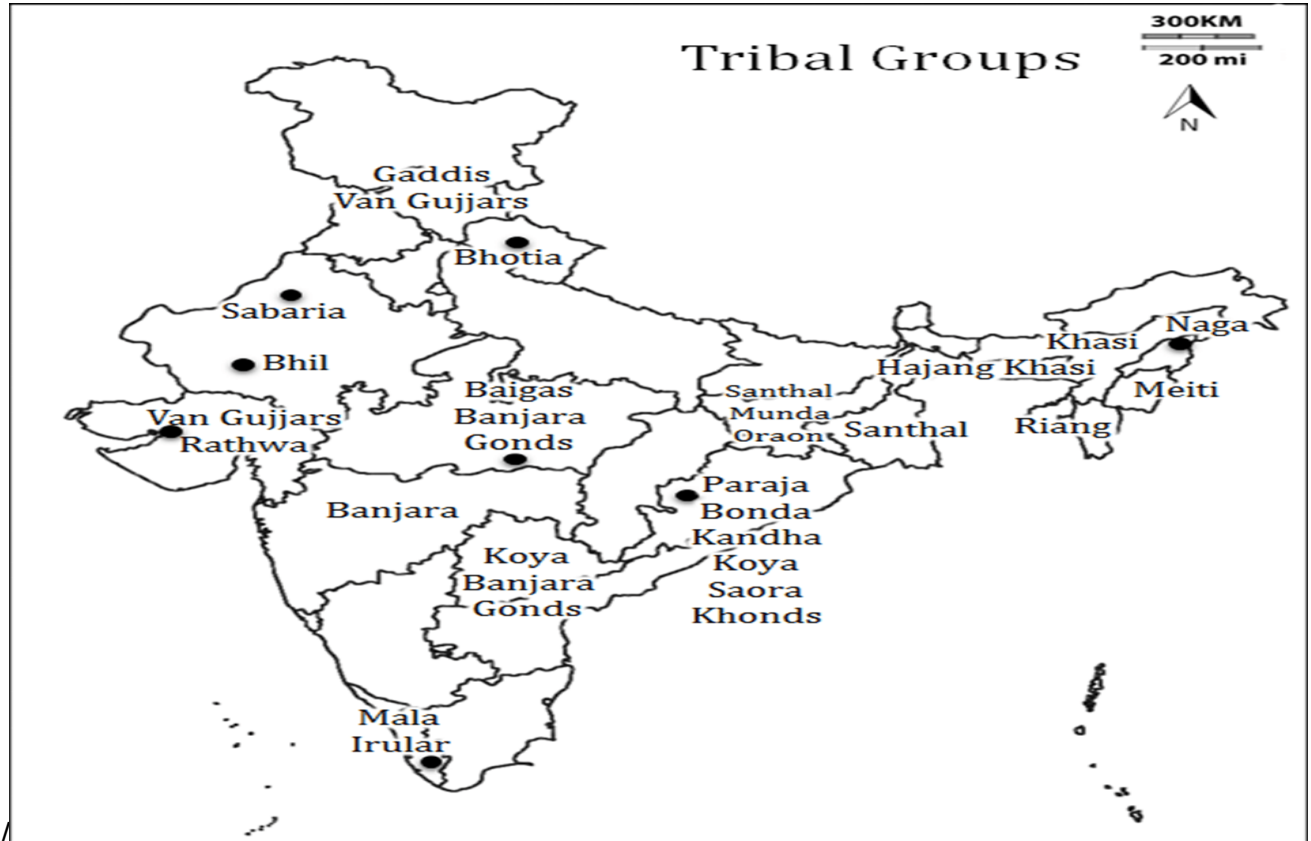 Tribal Groups
300KM
200 mi
N
Gaddis
Van Gujjars
Bhotia
Sabaria
Bhil
Van Gujjars
Rathwa
Baigas
Banjara
Gonds
Santhal
Munda
Oraon
Santhal
Hajang Khasi
Khasi
Naga
Meiti
Riang
Banjara
Paraja
Bonda
Kandha
Koya
Saora
Khonds
Koya
Banjara
Gonds
Mala
Irular
/